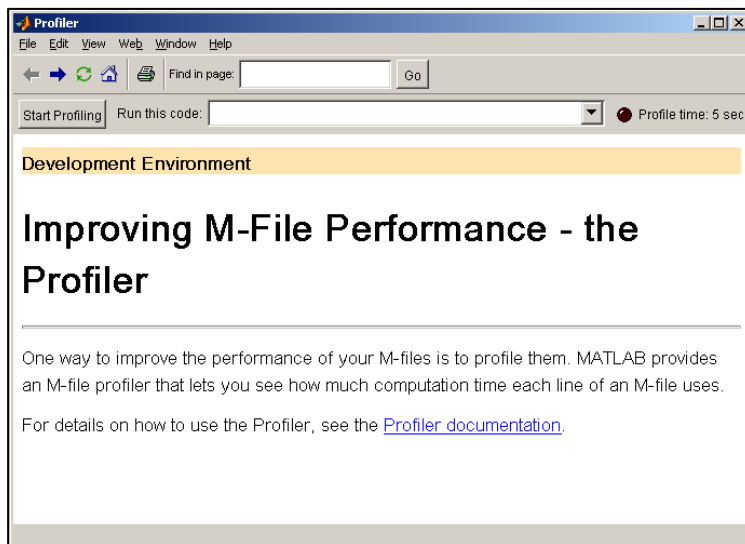 Profiler
File Edit View Web Window Help
Find in page: Go
Start Profiling Run this code: Profile time: 5 sec
Development Environment
Improving M-File Performance - the
Profiler
One way to improve the performance of your M-files is to profile them. MATLAB provides
an M-file profiler that lets you see how much computation time each line of an M-file uses.
For details on how to use the Profiler, see the Profiler documentation.